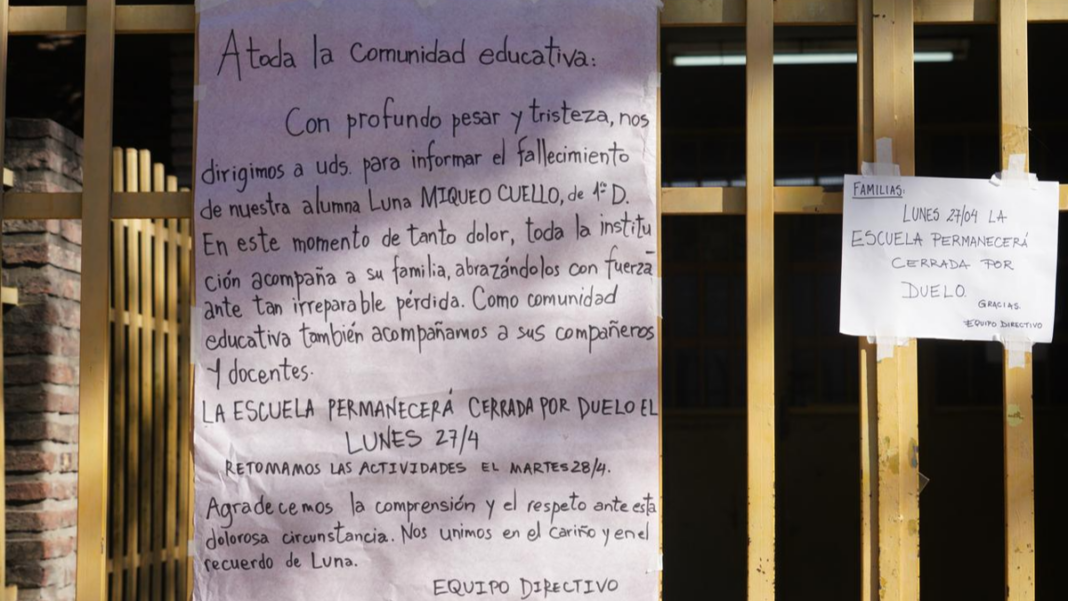 A toda la Comunidad educativa:
Con profundo pesar y tristeza, nos
dirigimos a uds. para informar el fallecimiento
de nuestra alumna Luna MIQUEO CUELLO, de 1º D.
En este momento de tanto dolor, toda la institu
ción acompaña a su familia, abrazándolos con fuerza
ante tan irreparable pérdida. Como comunidad
educativa también acompañamos a sus compañeros
y docentes.
LA ESCUELA PERMANECERÁ CERRADA POR DUELO EL
LUNES 27/4
RETOMAMOS LAS ACTIVIDADES EL MARTES 28/4.
Agradecemos la comprensión y el respeto ante esta
dolorosa circunstancia. Nos unimos en el cariño y en el
recuerdo de Luna.
EQUIPO DIRECTIVO
FAMILIAS:
LUNES 27/04 LA
ESCUELA PERMANECERÁ
CERRADA POR
DUELO.
GRACIAS.
EQUIPO DIRECTIVO